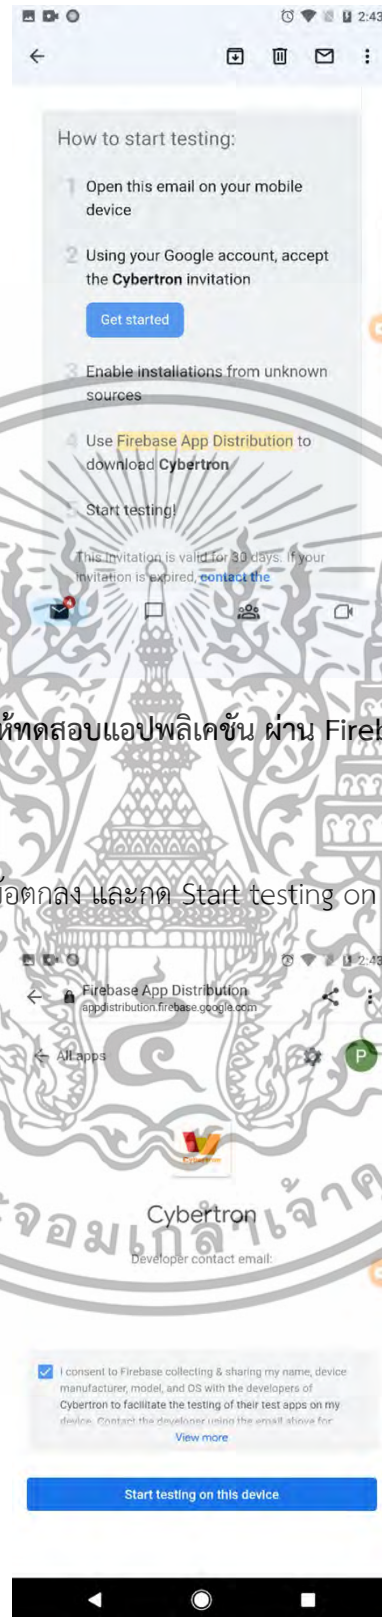 2:43
How to start testing:
1 Open this email on your mobile
device
2 Using your Google account, accept
the Cybertron invitation
Get started
3 Enable installations from unknown
sources
4 Use Firebase App Distribution to
download Cybertron
5 Start testing!
This invitation is valid for 30 days. If your
invitation is expired, contact the
ห้ทดสอบแอปพลิเคชัน ผ่าน Fireb
ข้อตกลง และกด Start testing on
2:43
Firebase App Distribution
appdistribution.firebase.google.com
All apps
P
Cybertron
Developer contact email:
I consent to Firebase collecting & sharing my name, device
manufacturer, model, and OS with the developers of
Cybertron to facilitate the testing of their test apps on my
device. Contact the developer using the email above for
View more
Start testing on this device